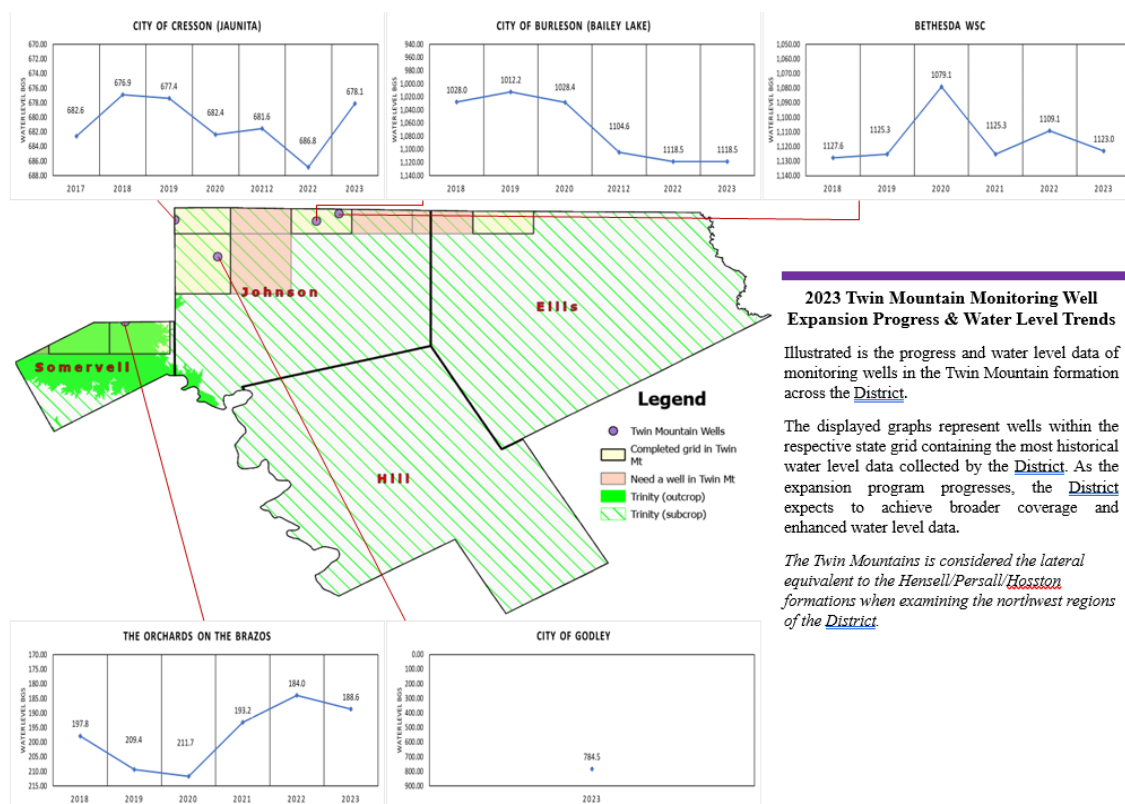 CITY OF CRESSON (JAUNITA)
WATER LEVEL BGS
670.00
672.00
674.00
676.00
678.00
680.00
682.00
684.00
686.00
688.00
682.6
676.9
677.4
682.4
681.6
686.8
678.1
2017 2018 2019 2020 20212 2022 2023
CITY OF BURLESON (BAILEY LAKE)
WATER LEVEL BGS
940.00
960.00
980.00
1,000.00
1,020.00
1,040.00
1,060.00
1,080.00
1,100.00
1,120.00
1,140.00
1028.0
1012.2
1028.4
1104.6
1118.5
1118.5
2018 2019 2020 2021 2022 2023
BETHESDA WSC
WATER LEVEL BGS
1,050.00
1,060.00
1,070.00
1,080.00
1,090.00
1,100.00
1,110.00
1,120.00
1,130.00
1,140.00
1127.6
1125.3
1079.1
1125.3
1109.1
1123.0
2018 2019 2020 2021 2022 2023
Johnson
Ellis
Somervell
Hill
Legend
Twin Mountain Wells
Completed grid in Twin
Mt
Need a well in Twin Mt
Trinity (outcrop)
Trinity (subcrop)
2023 Twin Mountain Monitoring Well
Expansion Progress & Water Level Trends
Illustrated is the progress and water level data of
monitoring wells in the Twin Mountain formation
across the District.
The displayed graphs represent wells within the
respective state grid containing the most historical
water level data collected by the District. As the
expansion program progresses, the District
expects to achieve broader coverage and
enhanced water level data.
The Twin Mountains is considered the lateral
equivalent to the Hensell/Persall/Hosston
formations when examining the northwest regions
of the District.
THE ORCHARDS ON THE BRAZOS
WATER LEVEL BGS
170.00
175.00
180.00
185.00
190.00
195.00
200.00
205.00
210.00
215.00
197.8
209.4
211.7
193.2
184.0
188.6
2018 2019 2020 2021 2022 2023
CITY OF GODLEY
WATER LEVEL BGS
0.00
100.00
200.00
300.00
400.00
500.00
600.00
700.00
800.00
900.00
784.5
2023